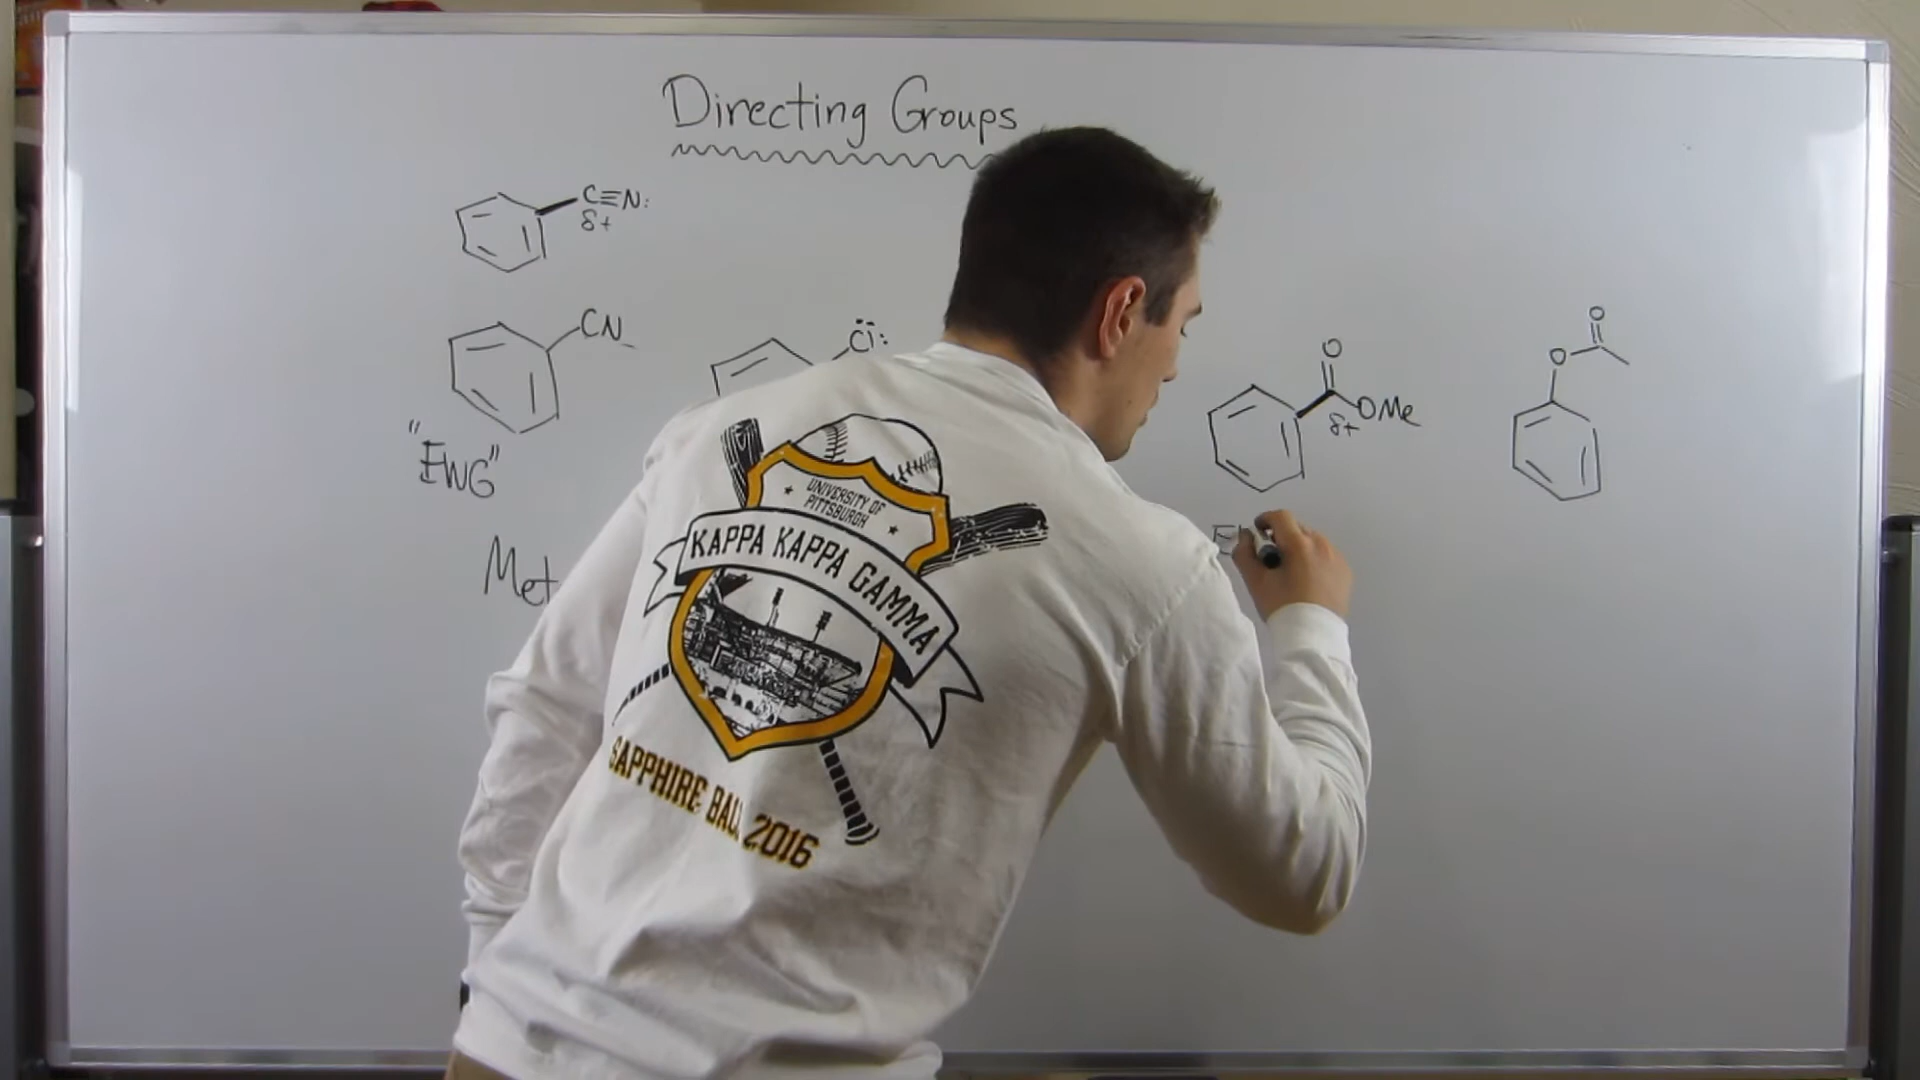 Directing Groups
C≡N:
δ+
CN
Cl:
"EWG"
Met
O
OMe
δ+
O
O
UNIVERSITY OF
PITTSBURGH
KAPPA KAPPA GAMMA
SAPPHIRE BALL 2016